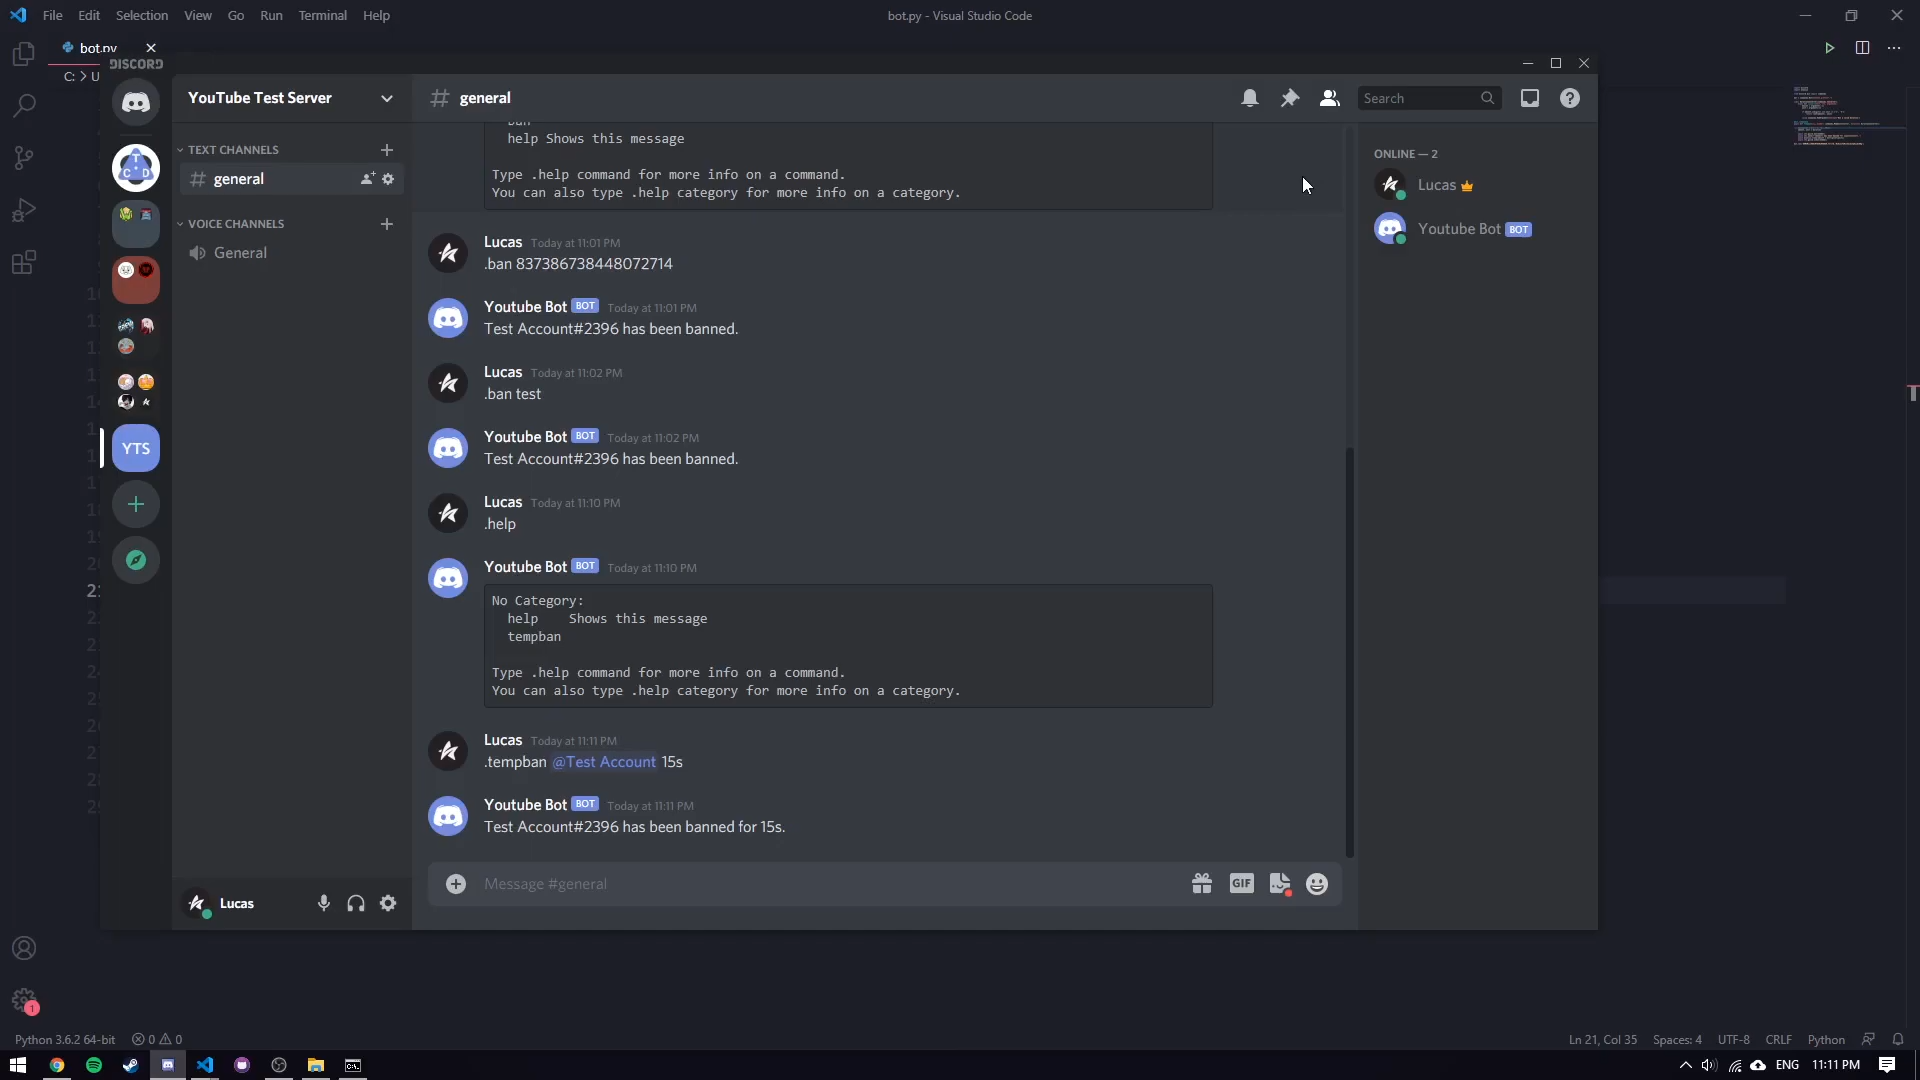 File Edit Selection View Go Run Terminal Help
bot.py - Visual Studio Code
bot.py
C: > U
DISCORD
YouTube Test Server
general
Search
TEXT CHANNELS
general
VOICE CHANNELS
General
YTS
Lucas
help Shows this message
Type .help command for more info on a command.
You can also type .help category for more info on a category.
Lucas Today at 11:01 PM
.ban 837386738448072714
Youtube Bot BOT Today at 11:01 PM
Test Account#2396 has been banned.
Lucas Today at 11:02 PM
.ban test
Youtube Bot BOT Today at 11:02 PM
Test Account#2396 has been banned.
Lucas Today at 11:10 PM
.help
Youtube Bot BOT Today at 11:10 PM
No Category:
help Shows this message
tempban
Type .help command for more info on a command.
You can also type .help category for more info on a category.
Lucas Today at 11:11 PM
.tempban @Test Account 15s
Youtube Bot BOT Today at 11:11 PM
Test Account#2396 has been banned for 15s.
Message #general
GIF
ONLINE — 2
Lucas
Youtube Bot BOT
Python 3.6.2 64-bit 0 0
Ln 21, Col 35 Spaces: 4 UTF-8 CRLF Python
ENG 11:11 PM